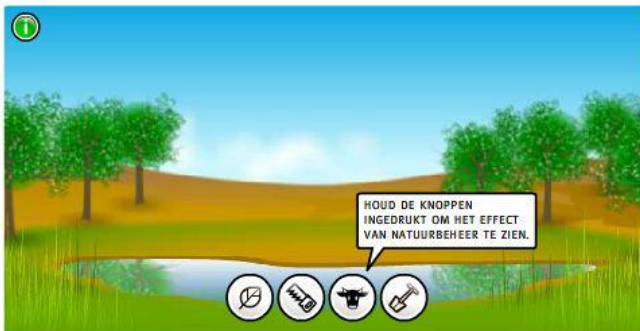 i
HOUD DE KNOPPEN
INGEDRUKT OM HET EFFECT
VAN NATUURBEHEER TE ZIEN.